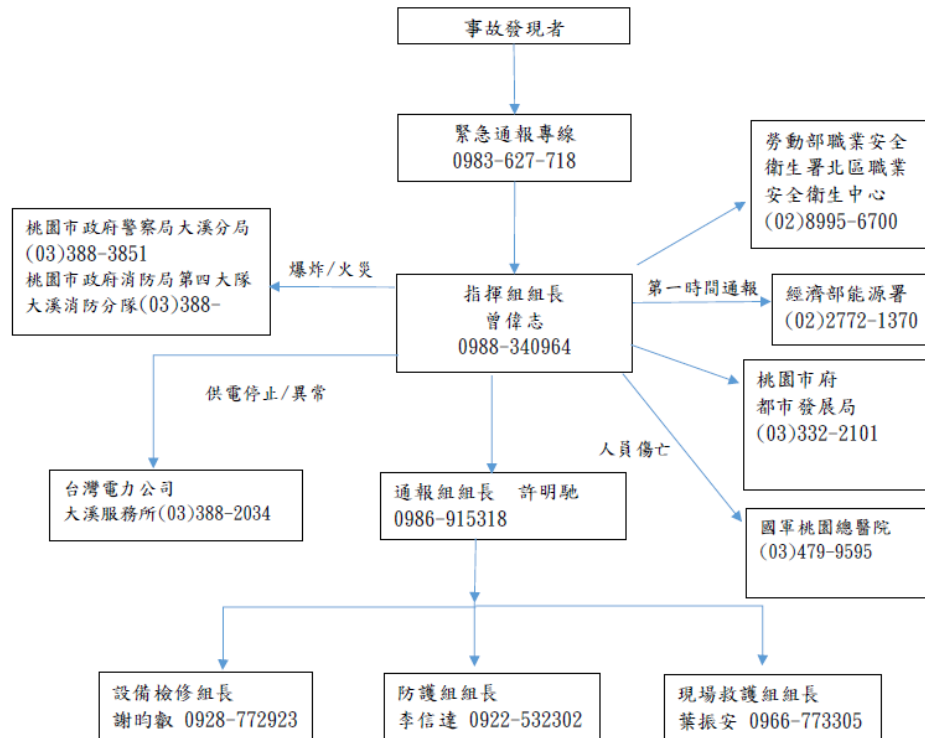 事故發現者
緊急通報專線
0983-627-718
勞動部職業安全
衛生署北區職業
安全衛生中心
(02)8995-6700
桃園市政府警察局大溪分局
(03)388-3851
桃園市政府消防局第四大隊
大溪消防分隊(03)388-
爆炸/火災
指揮組組長
曾偉志
0988-340964
第一時間通報
經濟部能源署
(02)2772-1370
供電停止/異常
桃園市府
都市發展局
(03)332-2101
人員傷亡
台灣電力公司
大溪服務所(03)388-2034
通報組組長 許明馳
0986-915318
國軍桃園總醫院
(03)479-9595
設備檢修組長
謝昀叡 0928-772923
防護組組長
李信達 0922-532302
現場救護組組長
葉振安 0966-773305